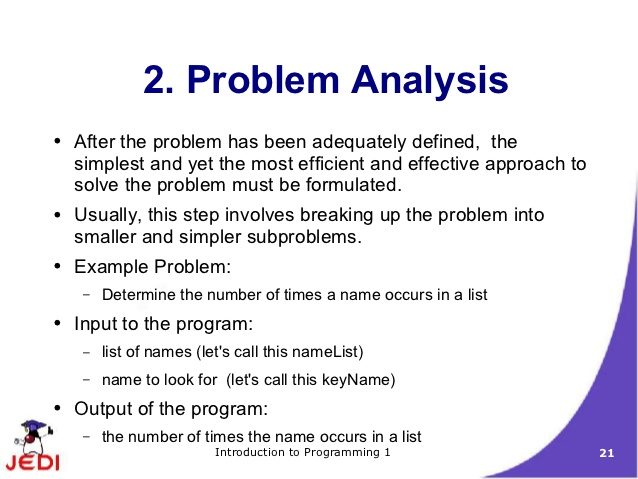 2. Problem Analysis
• After the problem has been adequately defined, the
simplest and yet the most efficient and effective approach to
solve the problem must be formulated.
• Usually, this step involves breaking up the problem into
smaller and simpler subproblems.
• Example Problem:
– Determine the number of times a name occurs in a list
• Input to the program:
– list of names (let's call this nameList)
– name to look for (let's call this keyName)
• Output of the program:
– the number of times the name occurs in a list
JEDI
Introduction to Programming 1
21